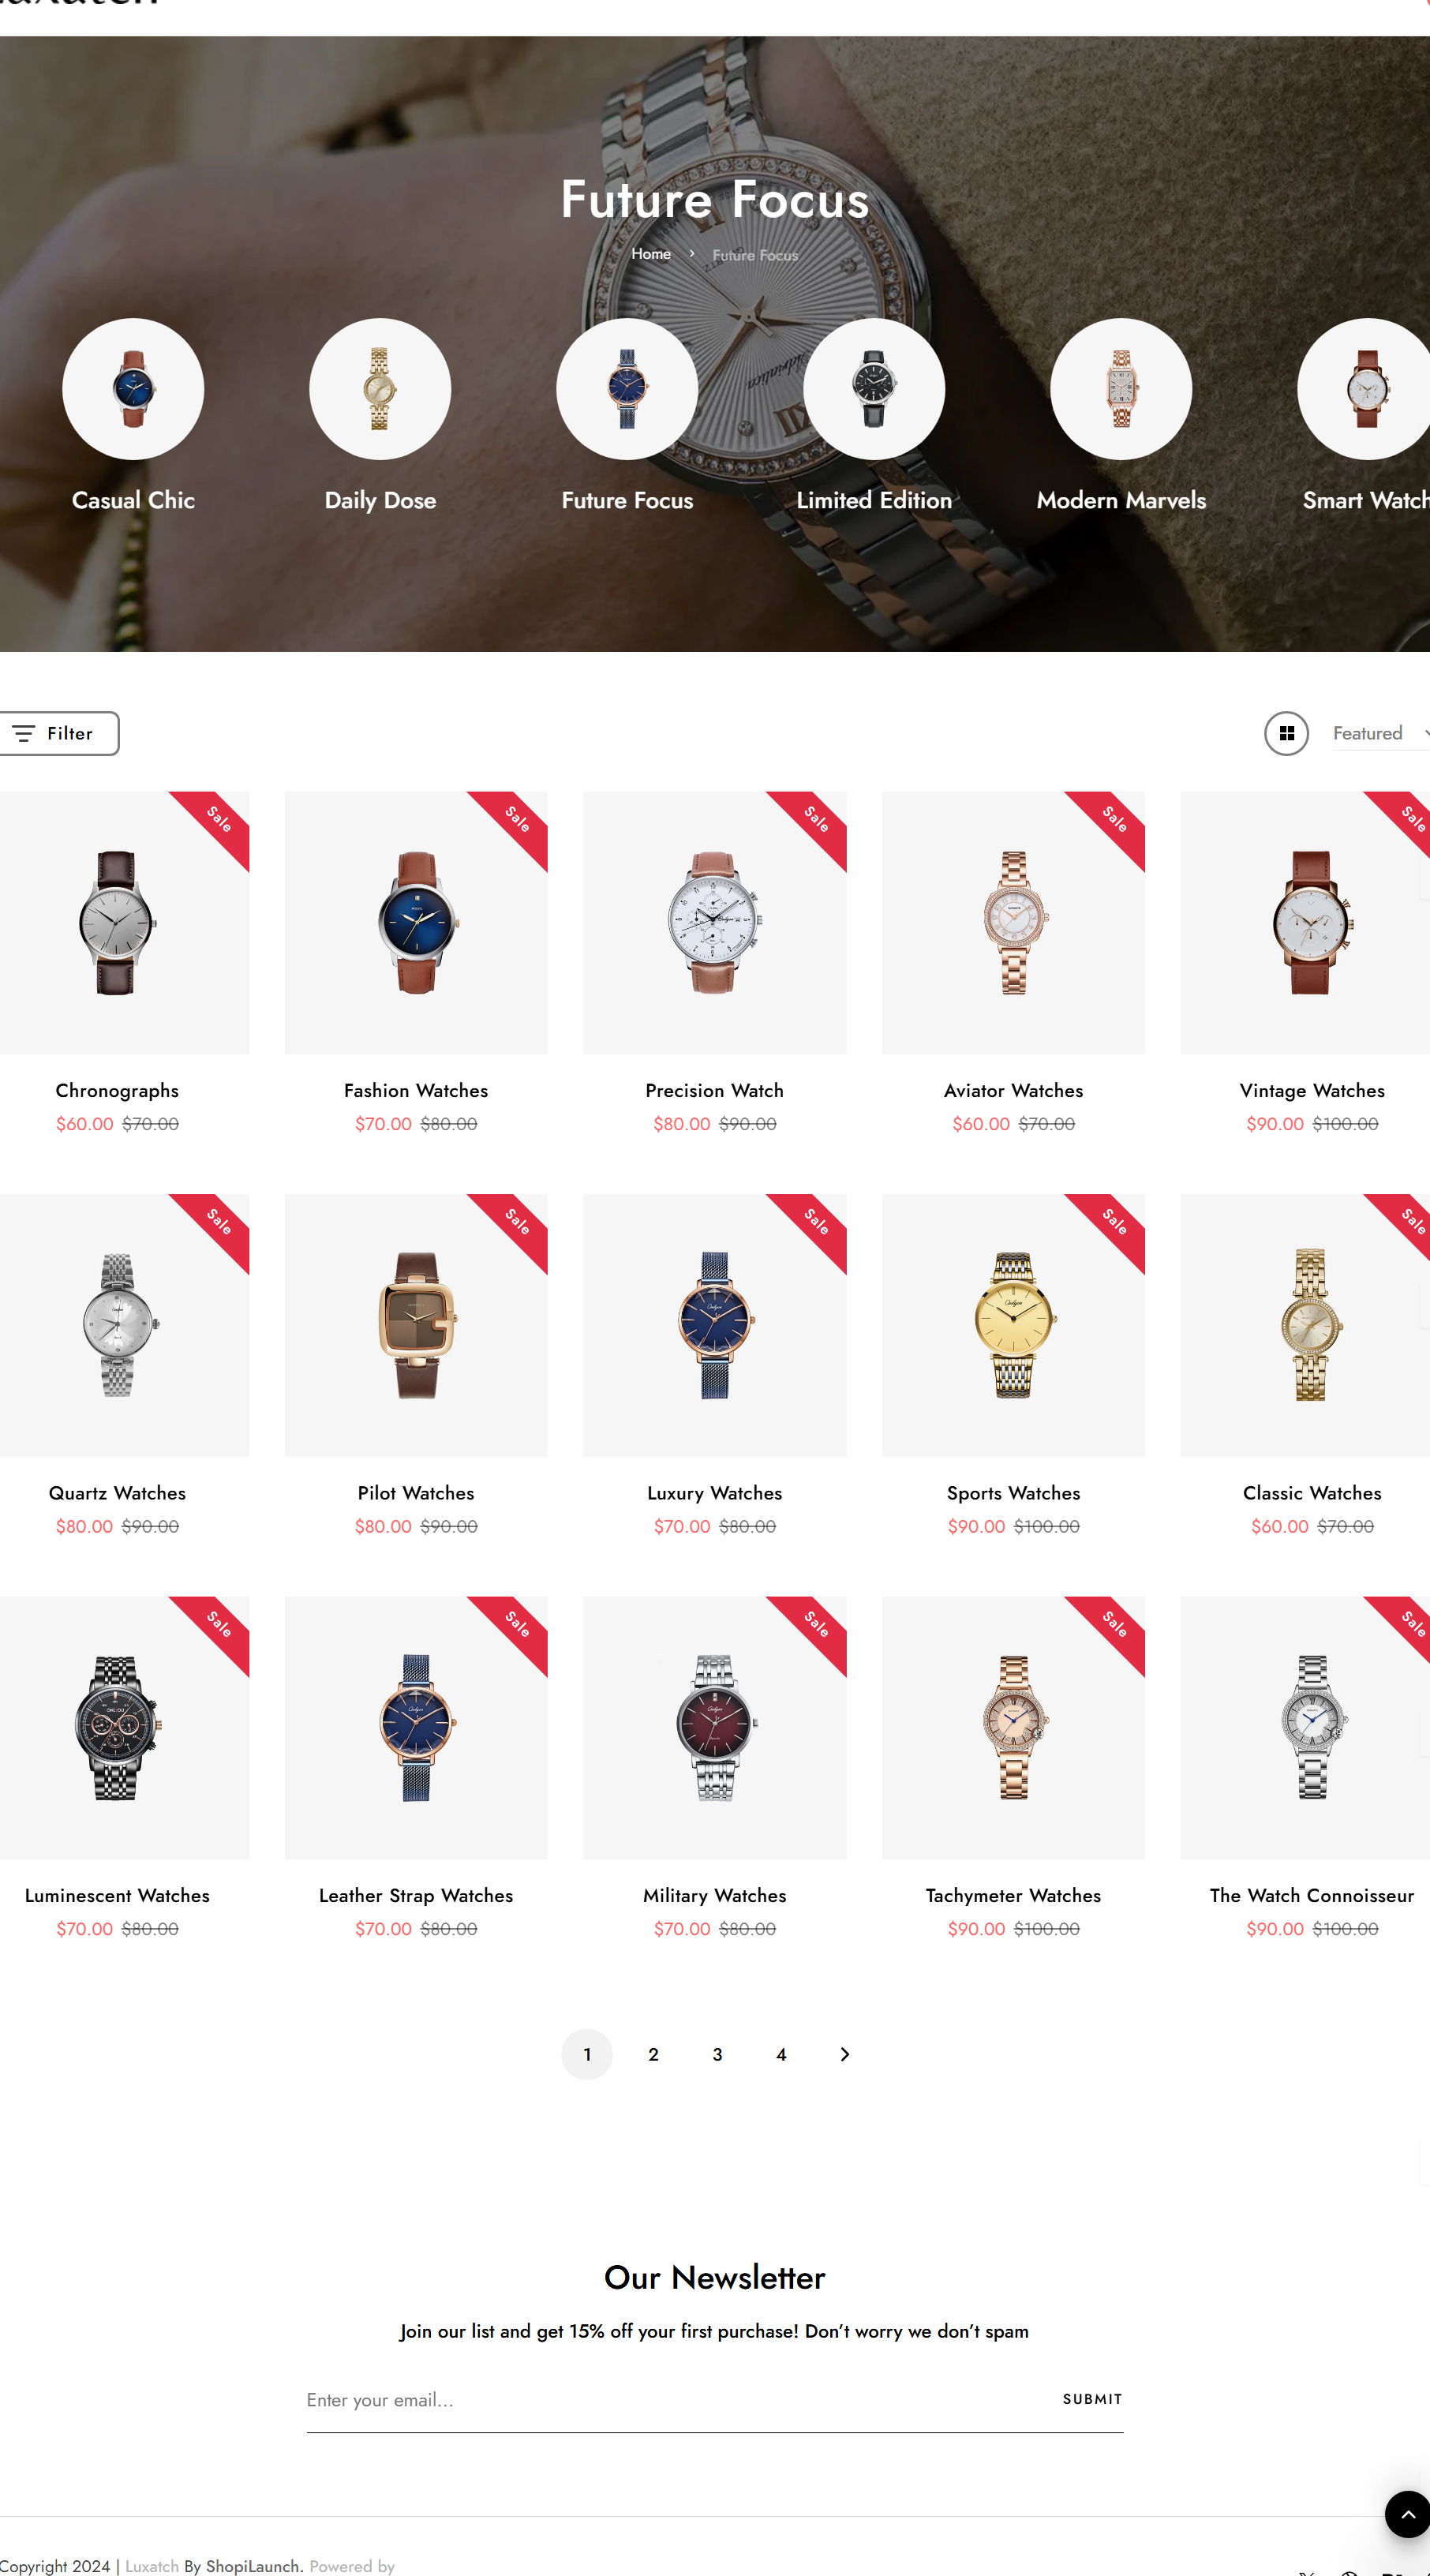 Future Focus
Home > Future Focus
Casual Chic
Daily Dose
Future Focus
Limited Edition
Modern Marvels
Smart Watch
Filter
Featured
Sale
Sale
Sale
Sale
Sale
Chronographs
$60.00 $70.00
Fashion Watches
$70.00 $80.00
Precision Watch
$80.00 $90.00
Aviator Watches
$60.00 $70.00
Vintage Watches
$90.00 $100.00
Sale
Sale
Sale
Sale
Sale
Quartz Watches
$80.00 $90.00
Pilot Watches
$80.00 $90.00
Luxury Watches
$70.00 $80.00
Sports Watches
$90.00 $100.00
Classic Watches
$60.00 $70.00
Sale
Sale
Sale
Sale
Sale
Luminescent Watches
$70.00 $80.00
Leather Strap Watches
$70.00 $80.00
Military Watches
$70.00 $80.00
Tachymeter Watches
$90.00 $100.00
The Watch Connoisseur
$90.00 $100.00
1 2 3 4 >
Our Newsletter
Join our list and get 15% off your first purchase! Don’t worry we don’t spam
Enter your email...
SUBMIT
Copyright 2024 | Luxatch By ShopiLaunch. Powered by